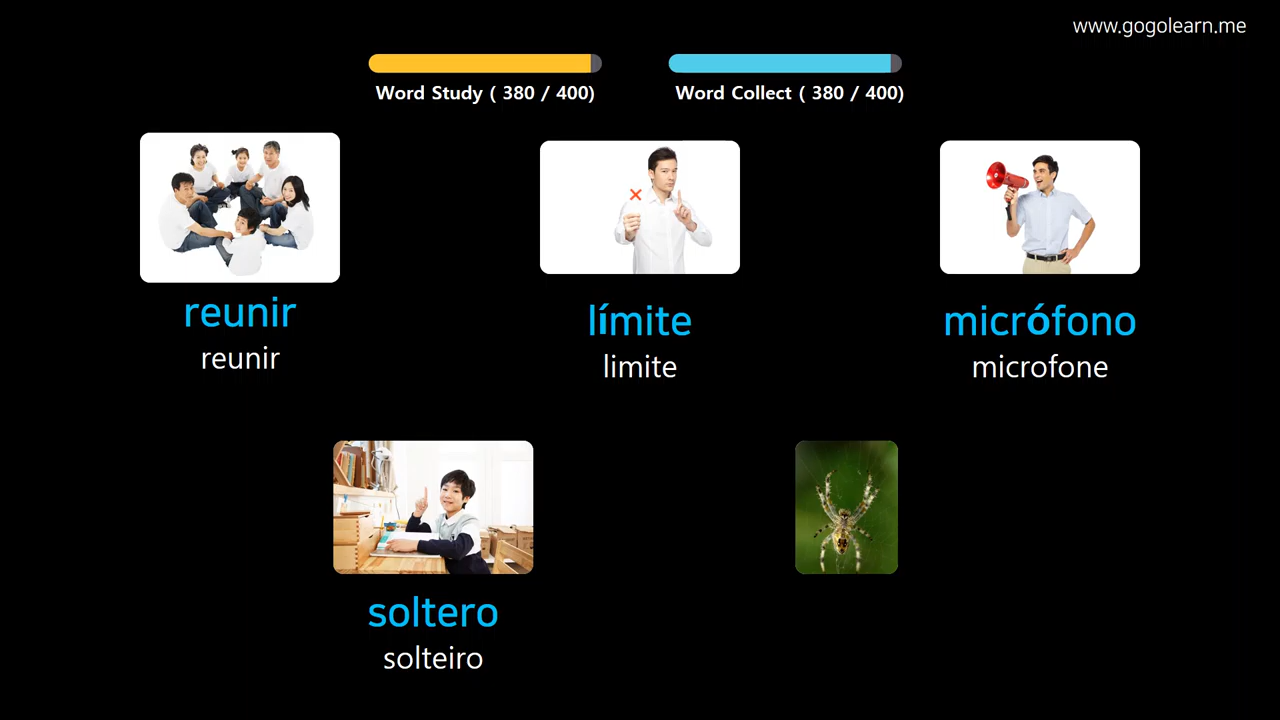 www.gogolearn.me
Word Study ( 380 / 400)
Word Collect ( 380 / 400)
reunir
reunir
límite
limite
micrófono
microfone
soltero
solteiro